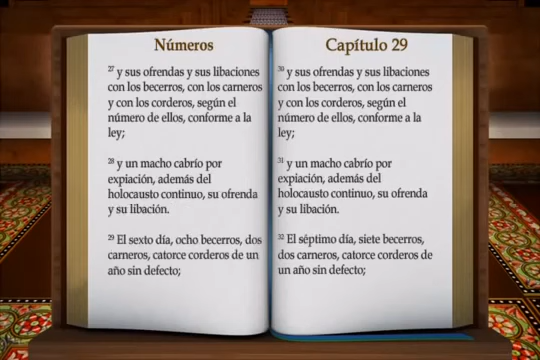 Números
27 y sus ofrendas y sus libaciones
con los becerros, con los carneros
y con los corderos, según el
número de ellos, conforme a la
ley;
28 y un macho cabrío por
expiación, además del
holocausto continuo, su ofrenda
y su libación.
29 El sexto día, ocho becerros, dos
carneros, catorce corderos de un
año sin defecto;
Capítulo 29
30 y sus ofrendas y sus libaciones
con los becerros, con los carneros
y con los corderos, según el
número de ellos, conforme a la
ley;
31 y un macho cabrío por
expiación, además del
holocausto continuo, su ofrenda
y su libación.
32 El séptimo día, siete becerros,
dos carneros, catorce corderos de
un año sin defecto;